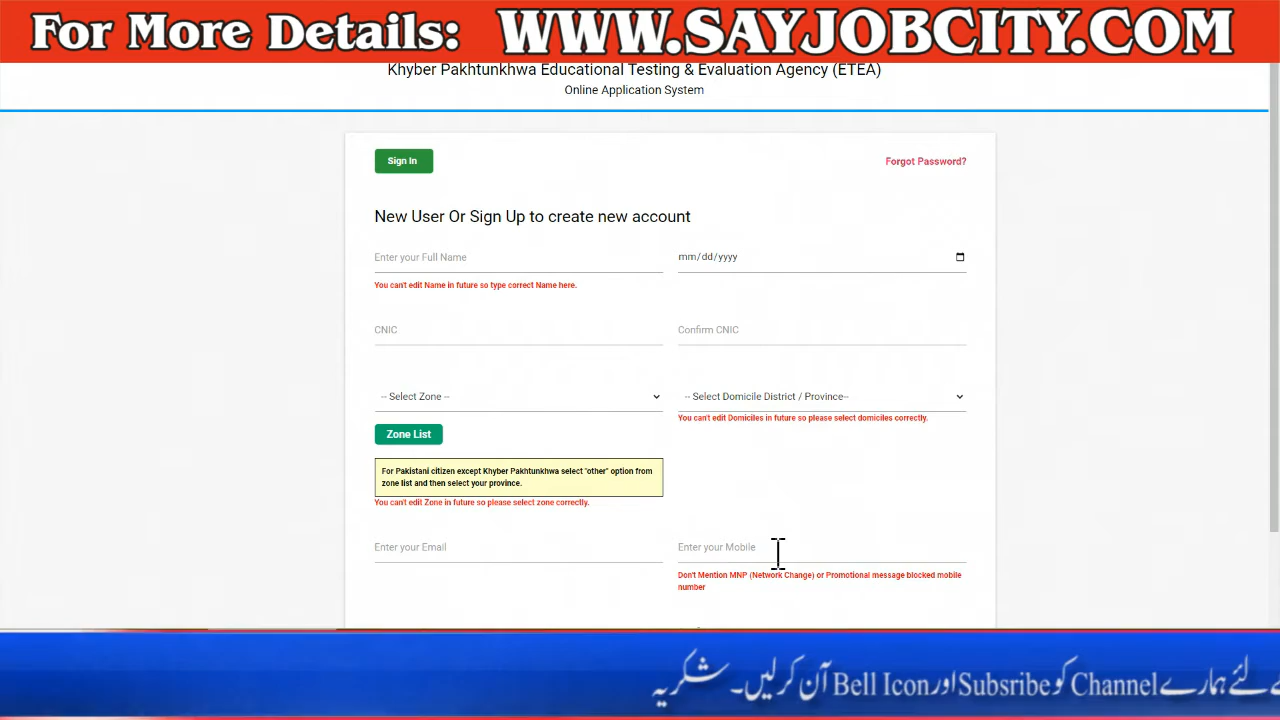 For More Details: WWW.SAYJOBCITY.COM
Khyber Pakhtunkhwa Educational Testing & Evaluation Agency (ETEA)
Online Application System
Sign In
Forgot Password?
New User Or Sign Up to create new account
Enter your Full Name
mm/dd/yyyy
You can't edit Name in future so type correct Name here.
CNIC
Confirm CNIC
-- Select Zone --
-- Select Domicile District / Province--
You can't edit Domiciles in future so please select domiciles correctly.
Zone List
For Pakistani citizen except Khyber Pakhtunkhwa select "other" option from
zone list and then select your province.
You can't edit Zone in future so please select zone correctly.
Enter your Email
Enter your Mobile
Don't Mention MNP (Network Change) or Promotional message blocked mobile
number
لئے ہمارے Channel کو Subsribe اور Bell Icon آن کرلیں۔ شکریہ